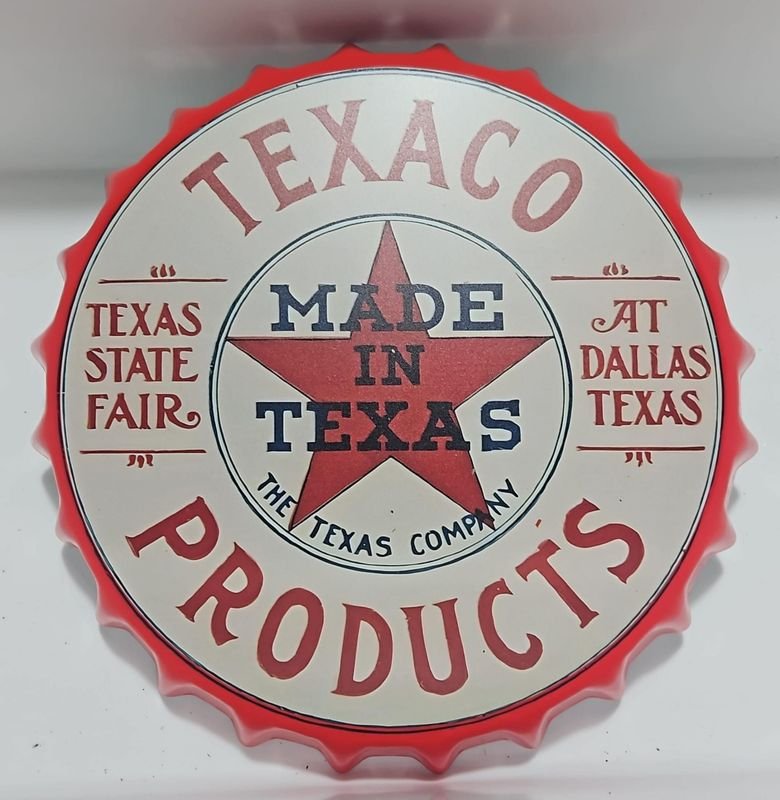 TEXACO
TEXAS
STATE
FAIR
MADE
IN
TEXAS
THE TEXAS COMPANY
AT
DALLAS
TEXAS
PRODUCTS